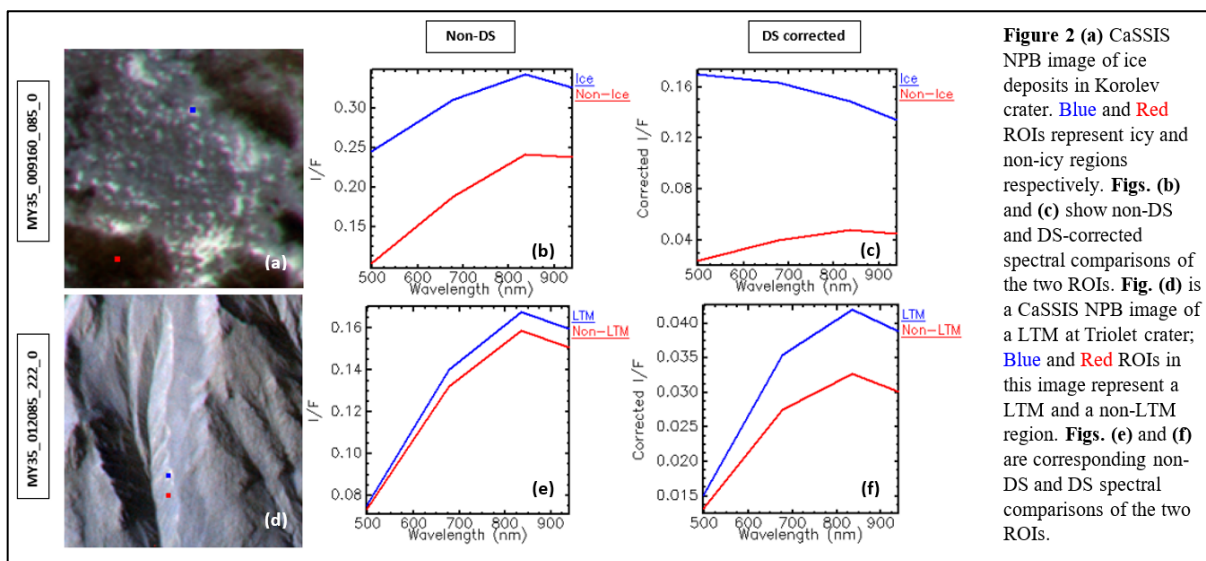 Non-DS
DS corrected
MY35_009160_085_0
(a)
I/F
0.30
0.25
0.20
0.15
500 600 700 800 900
Wavelength (nm)
Ice
Non-Ice
(b)
Corrected I/F
0.16
0.12
0.08
0.04
500 600 700 800 900
Wavelength (nm)
Ice
Non-Ice
(c)
MY35_012085_222_0
(d)
I/F
0.16
0.14
0.12
0.10
0.08
500 600 700 800 900
Wavelength (nm)
LTM
Non-LTM
(e)
Corrected I/F
0.040
0.035
0.030
0.025
0.020
0.015
500 600 700 800 900
Wavelength (nm)
LTM
Non-LTM
(f)
Figure 2 (a) CaSSIS
NPB image of ice
deposits in Korolev
crater. Blue and Red
ROIs represent icy and
non-icy regions
respectively. Figs. (b)
and (c) show non-DS
and DS-corrected
spectral comparisons of
the two ROIs. Fig. (d) is
a CaSSIS NPB image of
a LTM at Triolet crater;
Blue and Red ROIs in
this image represent a
LTM and a non-LTM
region. Figs. (e) and (f)
are corresponding non-
DS and DS spectral
comparisons of the two
ROIs.